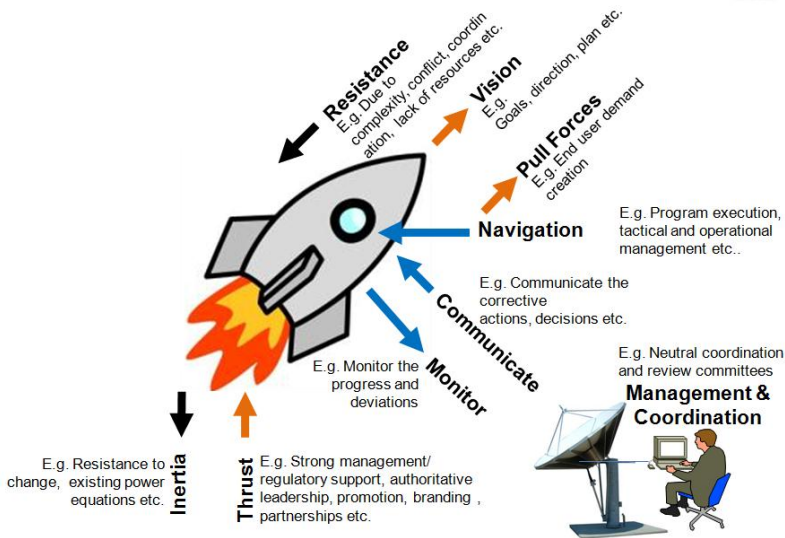 Resistance
E.g. Due to
complexity, conflict, coordin
ation, lack of resources etc.
Vision
E.g.
Goals, direction, plan etc.
Pull Forces
E.g. End user demand
creation
Navigation
E.g. Program execution,
tactical and operational
management etc..
Communicate
E.g. Communicate the
corrective
actions, decisions etc.
Monitor
E.g. Monitor the
progress and
deviations
E.g. Neutral coordination
and review committees
Management &
Coordination
Inertia
E.g. Resistance to
change, existing power
equations etc.
Thrust
E.g. Strong management/
regulatory support, authoritative
leadership, promotion, branding ,
partnerships etc.